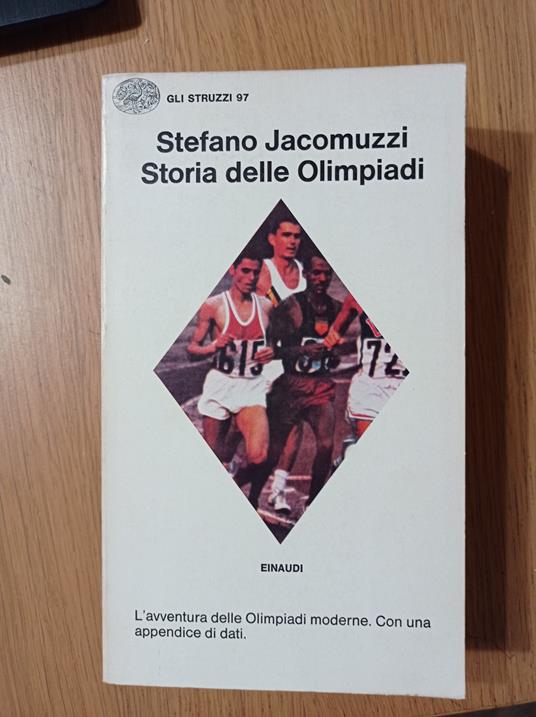 GLI STRUZZI 97
Stefano Jacomuzzi
Storia delle Olimpiadi
615
172
EINAUDI
L'avventura delle Olimpiadi moderne. Con una
appendice di dati.